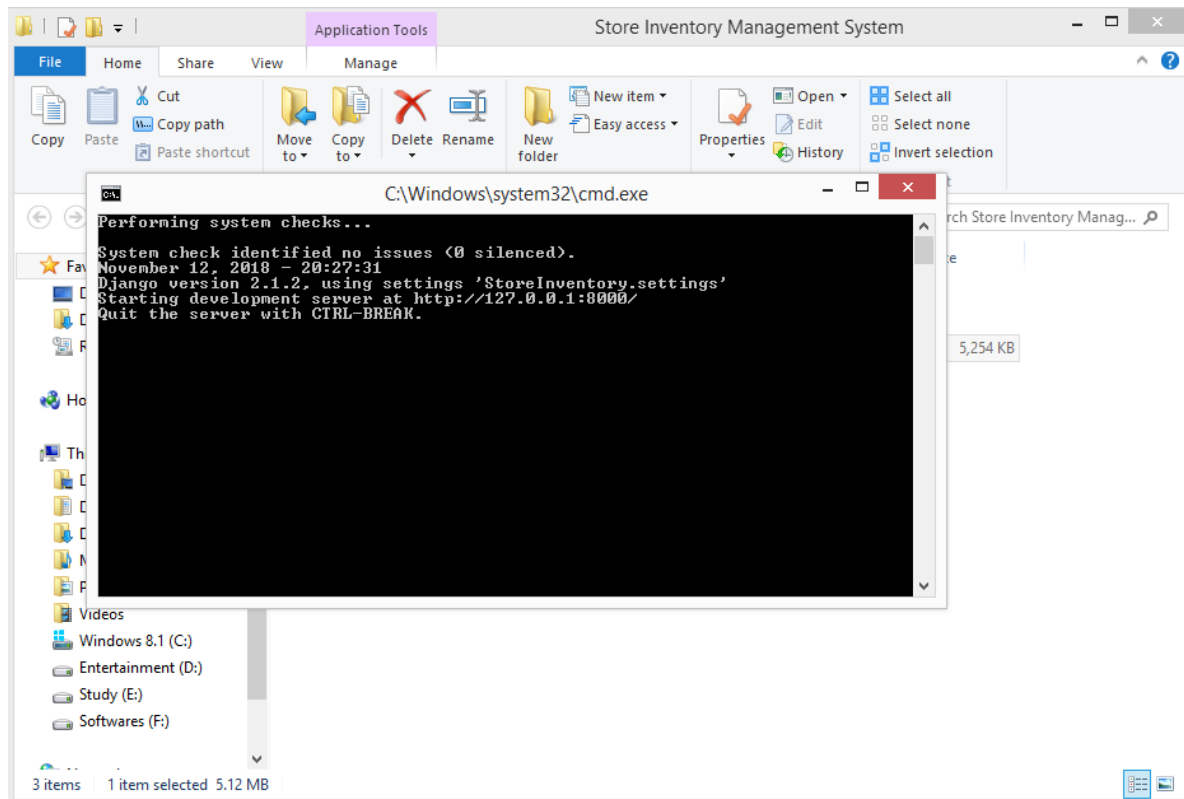 Application Tools
Store Inventory Management System
File Home Share View Manage
Cut
Copy path
Paste shortcut
Copy
Paste
Move to
Copy to
Delete
Rename
New folder
New item
Easy access
Properties
Open
Edit
History
Select all
Select none
Invert selection
C:\Windows\system32\cmd.exe
rch Store Inventory Manag...
Performing system checks...
System check identified no issues (0 silenced).
November 12, 2018 - 20:27:31
Django version 2.1.2, using settings 'StoreInventory.settings'
Starting development server at http://127.0.0.1:8000/
Quit the server with CTRL-BREAK.
5,254 KB
Fav
Ho
Th
Videos
Windows 8.1 (C:)
Entertainment (D:)
Study (E:)
Softwares (F:)
3 items 1 item selected 5.12 MB